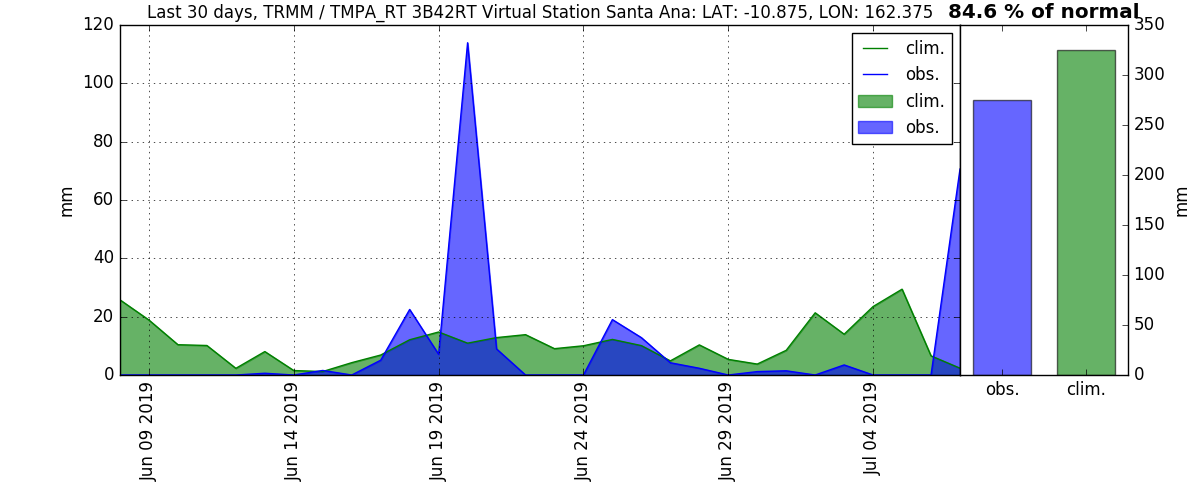 Last 30 days, TRMM / TMPA_RT 3B42RT Virtual Station Santa Ana: LAT: -10.875, LON: 162.375
84.6 % of normal
120
100
80
60
40
20
0
mm
clim.
obs.
clim.
obs.
Jun 09 2019
Jun 14 2019
Jun 19 2019
Jun 24 2019
Jun 29 2019
Jul 04 2019
350
300
250
200
150
100
50
0
mm
obs.
clim.